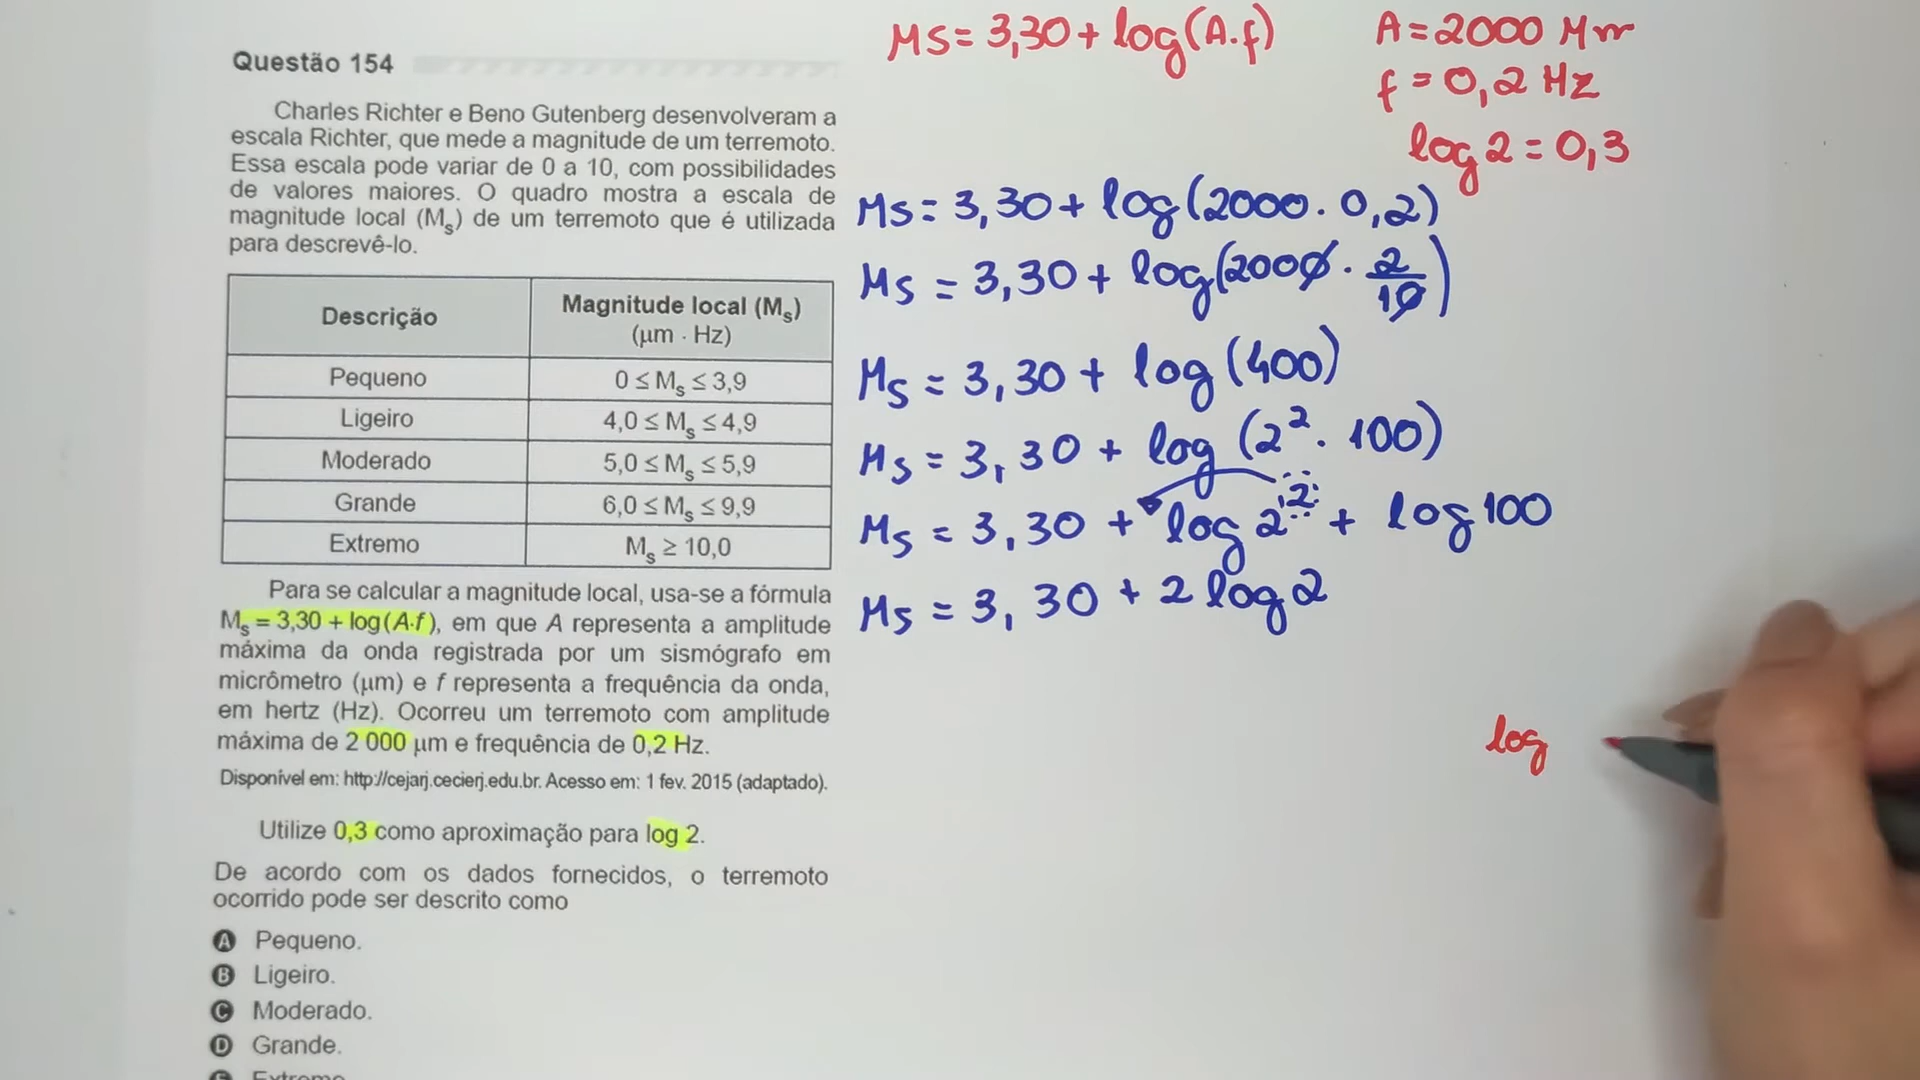 Questão 154
Charles Richter e Beno Gutenberg desenvolveram a
escala Richter, que mede a magnitude de um terremoto.
Essa escala pode variar de 0 a 10, com possibilidades
de valores maiores. O quadro mostra a escala de
magnitude local (Ms) de um terremoto que é utilizada
para descrevê-lo.
Descrição Magnitude local (Ms)
(μm · Hz)
Pequeno 0 ≤ Ms ≤ 3,9
Ligeiro 4,0 ≤ Ms ≤ 4,9
Moderado 5,0 ≤ Ms ≤ 5,9
Grande 6,0 ≤ Ms ≤ 9,9
Extremo Ms ≥ 10,0
Para se calcular a magnitude local, usa-se a fórmula
Ms = 3,30 + log(A·f), em que A representa a amplitude
máxima da onda registrada por um sismógrafo em
micrômetro (μm) e f representa a frequência da onda,
em hertz (Hz). Ocorreu um terremoto com amplitude
máxima de 2 000 μm e frequência de 0,2 Hz.
Disponível em: http://cejarj.cecierj.edu.br. Acesso em: 1 fev. 2015 (adaptado).
Utilize 0,3 como aproximação para log 2.
De acordo com os dados fornecidos, o terremoto
ocorrido pode ser descrito como
A Pequeno.
B Ligeiro.
C Moderado.
D Grande.
E Extremo
Ms = 3,30 + log(A.f)
A = 2000 Mm
f = 0,2 Hz
log 2 = 0,3
Ms = 3,30 + log(2000 . 0,2)
Ms = 3,30 + log(2000 . 2/10)
Ms = 3,30 + log (400)
Ms = 3,30 + log (2² . 100)
Ms = 3,30 + log 2² + log 100
Ms = 3,30 + 2 log 2
log